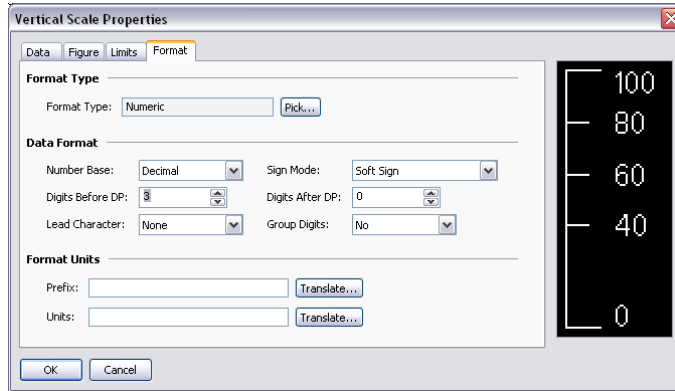 Vertical Scale Properties
Data Figure Limits Format
Format Type
Format Type: Numeric Pick...
Data Format
Number Base: Decimal Sign Mode: Soft Sign
Digits Before DP: 3 Digits After DP: 0
Lead Character: None Group Digits: No
Format Units
Prefix: Translate...
Units: Translate...
OK Cancel
100
80
60
40
0